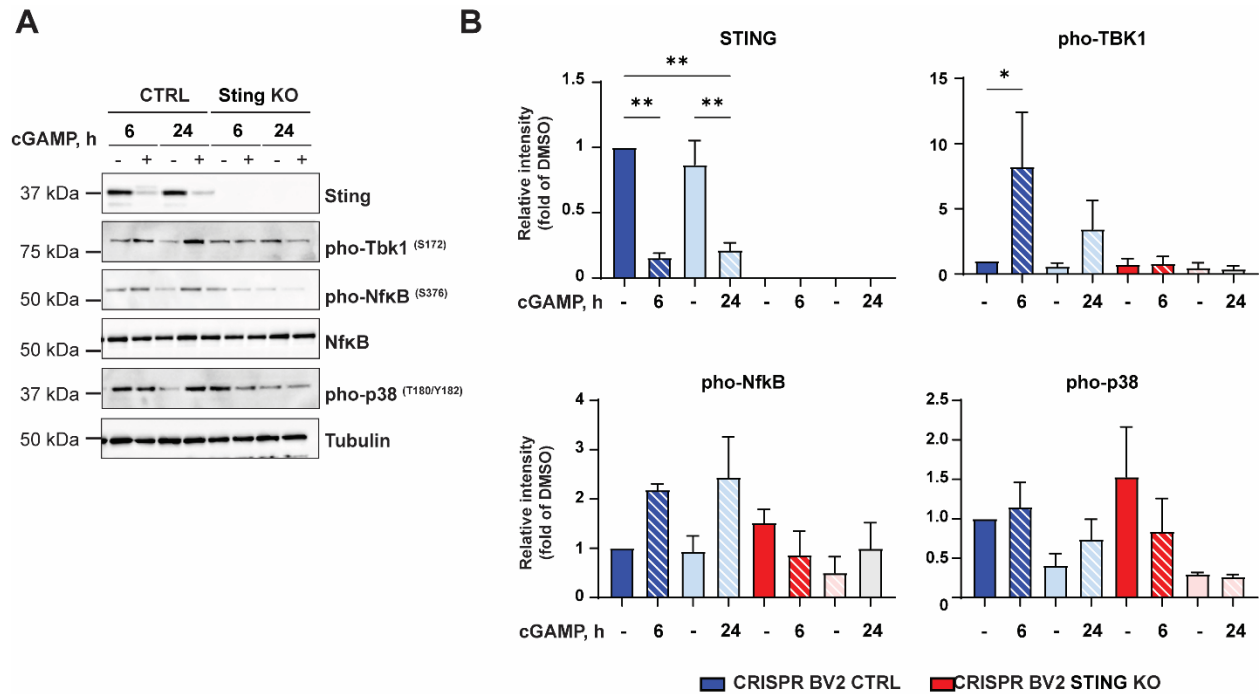 A
CTRL Sting KO
cGAMP, h 6 24 6 24
- + - + - + - +
37 kDa Sting
75 kDa pho-Tbk1 (S172)
50 kDa pho-NfκB (S376)
50 kDa NfκB
37 kDa pho-p38 (T180/Y182)
50 kDa Tubulin
B
STING
Relative intensity
(fold of DMSO)
1.5
1
0.5
0
** ** **
cGAMP, h - 6 - 24 - 6 - 24
pho-TBK1
15
10
5
0
*
- 6 - 24 - 6 - 24
pho-NfkB
Relative intensity
(fold of DMSO)
4
3
2
1
0
cGAMP, h - 6 - 24 - 6 - 24
pho-p38
2.5
2.0
1.5
1.0
0.5
0
- 6 - 24 - 6 - 24
CRISPR BV2 CTRL CRISPR BV2 STING KO